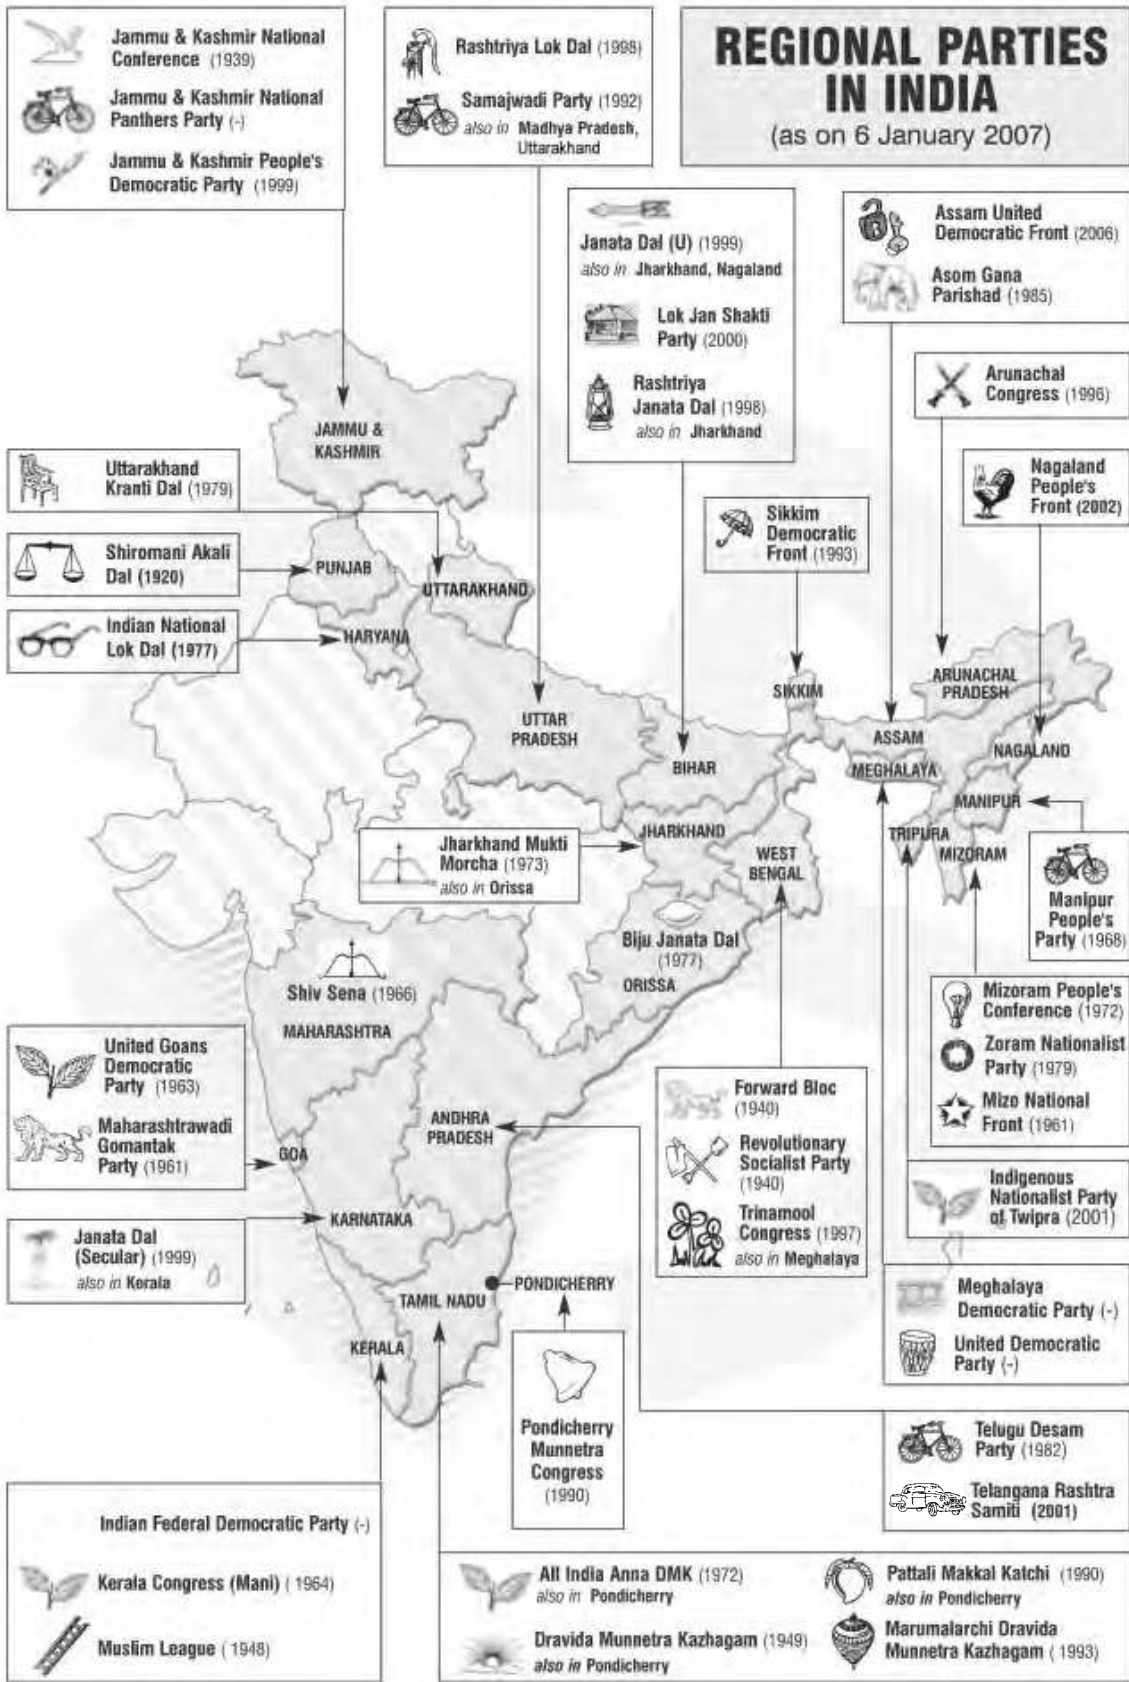 REGIONAL PARTIES
IN INDIA
(as on 6 January 2007)
Jammu & Kashmir National
Conference (1939)
Jammu & Kashmir National
Panthers Party (-)
Jammu & Kashmir People's
Democratic Party (1999)
Rashtriya Lok Dal (1998)
Samajwadi Party (1992)
also in Madhya Pradesh,
Uttarakhand
Janata Dal (U) (1999)
also in Jharkhand, Nagaland
Lok Jan Shakti
Party (2000)
Rashtriya
Janata Dal (1998)
also in Jharkhand
Assam United
Democratic Front (2006)
Asom Gana
Parishad (1985)
Arunachal
Congress (1996)
Nagaland
People's
Front (2002)
Sikkim
Democratic
Front (1993)
Uttarakhand
Kranti Dal (1979)
Shiromani Akali
Dal (1920)
Indian National
Lok Dal (1977)
JAMMU &
KASHMIR
PUNJAB
UTTARAKHAND
HARYANA
UTTAR
PRADESH
BIHAR
SIKKIM
ARUNACHAL
PRADESH
ASSAM
NAGALAND
MEGHALAYA
MANIPUR
TRIPURA
MIZORAM
JHARKHAND
WEST
BENGAL
Jharkhand Mukti
Morcha (1973)
also in Orissa
Biju Janata Dal
(1977)
ORISSA
Shiv Sena (1966)
MAHARASHTRA
Manipur
People's
Party (1968)
Mizoram People's
Conference (1972)
Zoram Nationalist
Party (1979)
Mizo National
Front (1961)
United Goans
Democratic
Party (1963)
Maharashtrawadi
Gomantak
Party (1961)
GOA
ANDHRA
PRADESH
Forward Bloc
(1940)
Revolutionary
Socialist Party
(1940)
Trinamool
Congress (1997)
also in Meghalaya
Indigenous
Nationalist Party
of Twipra (2001)
Janata Dal
(Secular) (1999)
also in Kerala
KARNATAKA
PONDICHERRY
TAMIL NADU
KERALA
Meghalaya
Democratic Party (-)
United Democratic
Party (-)
Pondicherry
Munnetra
Congress
(1990)
Telugu Desam
Party (1982)
Telangana Rashtra
Samiti (2001)
Indian Federal Democratic Party (-)
Kerala Congress (Mani) ( 1964)
Muslim League ( 1948)
All India Anna DMK (1972)
also in Pondicherry
Dravida Munnetra Kazhagam (1949)
also in Pondicherry
Pattali Makkal Katchi (1990)
also in Pondicherry
Marumalarchi Dravida
Munnetra Kazhagam ( 1993)